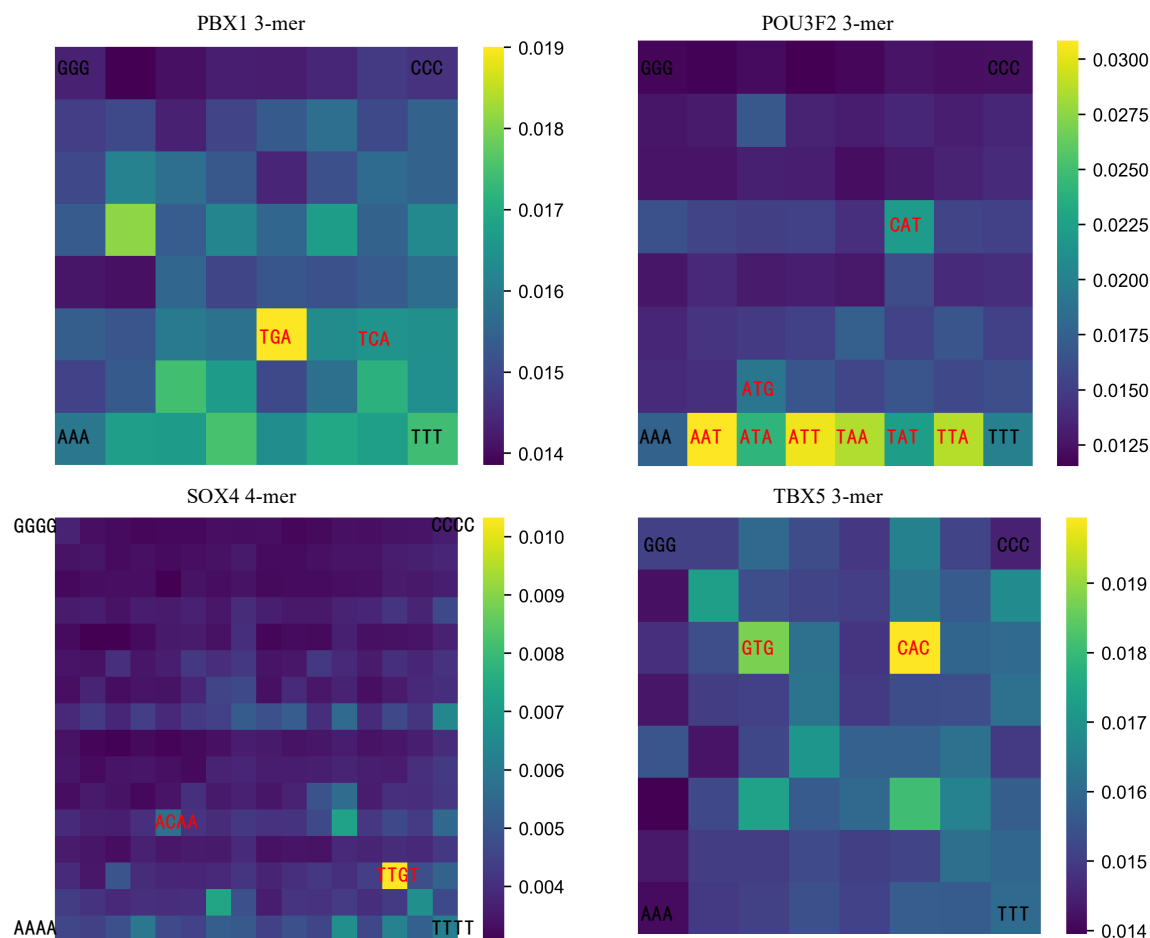 PBX1 3-mer
GGG CCC
TGA TCA
AAA TTT
0.019
0.018
0.017
0.016
0.015
0.014
POU3F2 3-mer
GGG CCC
CAT
ATG
AAA AAT ATA ATT TAA TAT TTA TTT
0.0300
0.0275
0.0250
0.0225
0.0200
0.0175
0.0150
0.0125
SOX4 4-mer
GGGG CCCC
ACAA
TTGT
AAAA TTTT
0.010
0.009
0.008
0.007
0.006
0.005
0.004
TBX5 3-mer
GGG CCC
GTG CAC
AAA TTT
0.019
0.018
0.017
0.016
0.015
0.014